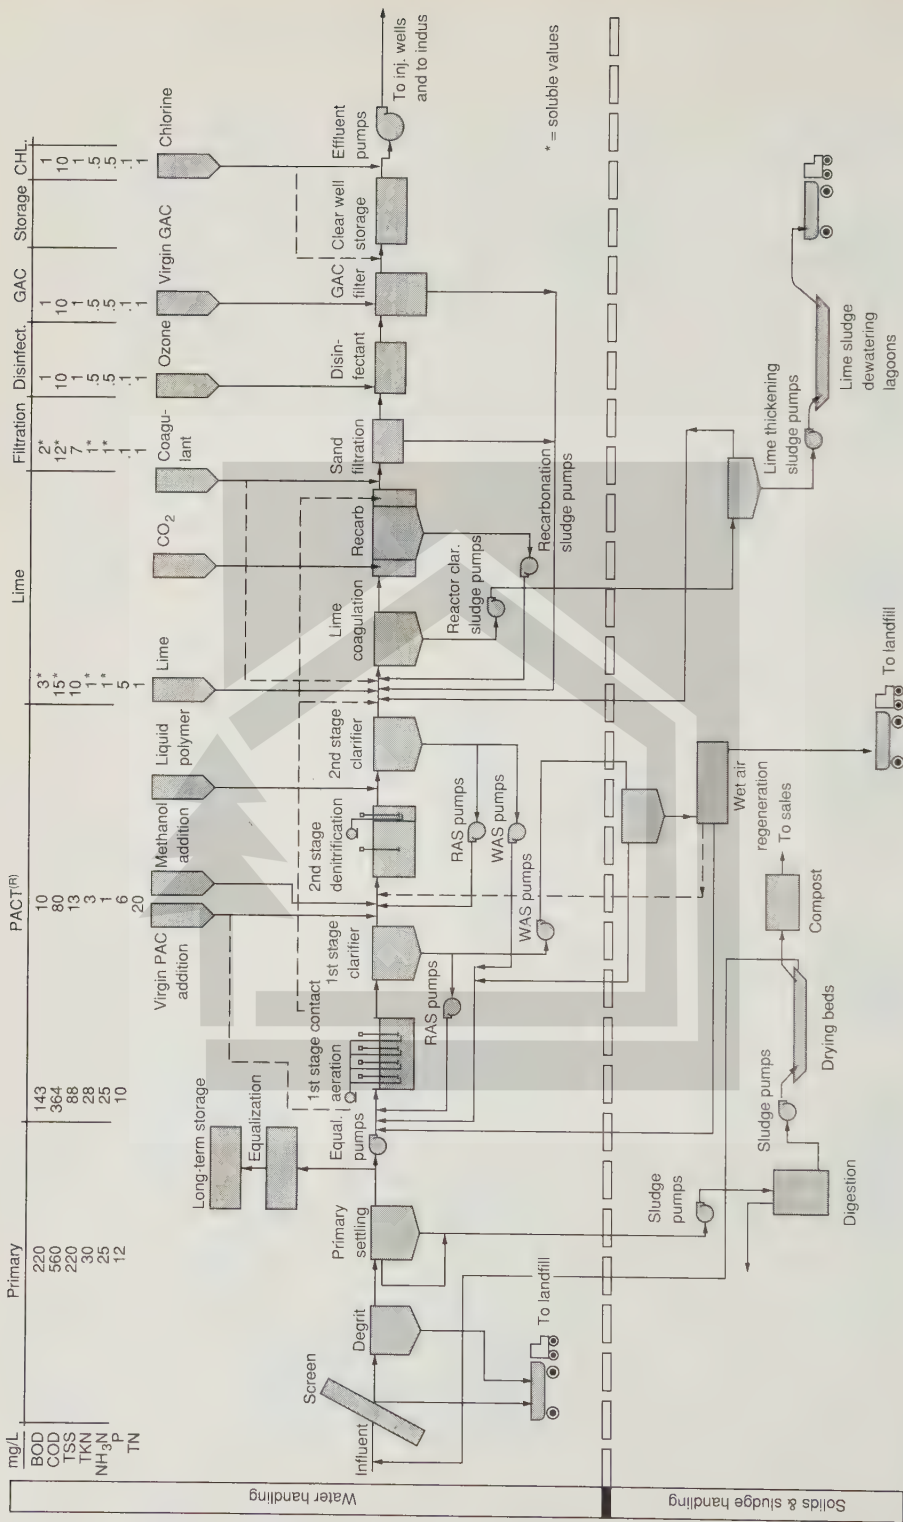 mg/L Primary PACT(R) Lime Filtration Disinfect. GAC Storage CHL.
BOD 220 143 10 3* 2* 1 1 1
COD 560 364 80 15* 12* 10 10 10
TSS 220 88 13 10 7 1 1 1
TKN 30 28 3 1* 1* .5 .5 .5
NH₃N 25 25 1 1* 1* .5 .5 .5
P 12 10 6 5 .1 .1 .1 .1
TN 20 1 1 1 1 1
Water handling
Solids & sludge handling
Virgin PAC
addition
Methanol
addition
Liquid
polymer
Lime
CO₂
Coagu-
lant
Ozone
Virgin GAC
Chlorine
Long-term storage
Equalization
Influent
Screen
Degrit
Primary
settling
Equal.
pumps
1st stage contact
aeration
1st stage
clarifier
2nd stage
denitrification
2nd stage
clarifier
Lime
coagulation
Recarb
Sand
filtration
Disin-
fectant
GAC
filter
Clear well
storage
Effluent
pumps
To inj. wells
and to indus
To landfill
RAS pumps
RAS pumps
WAS pumps
WAS pumps
Reactor clar.
sludge pumps
Recarbonation
sludge pumps
* = soluble values
Sludge
pumps
Digestion
Sludge pumps
Drying beds
Compost
To sales
Wet air
regeneration
To landfill
Lime thickening
sludge pumps
Lime sludge
dewatering
lagoons